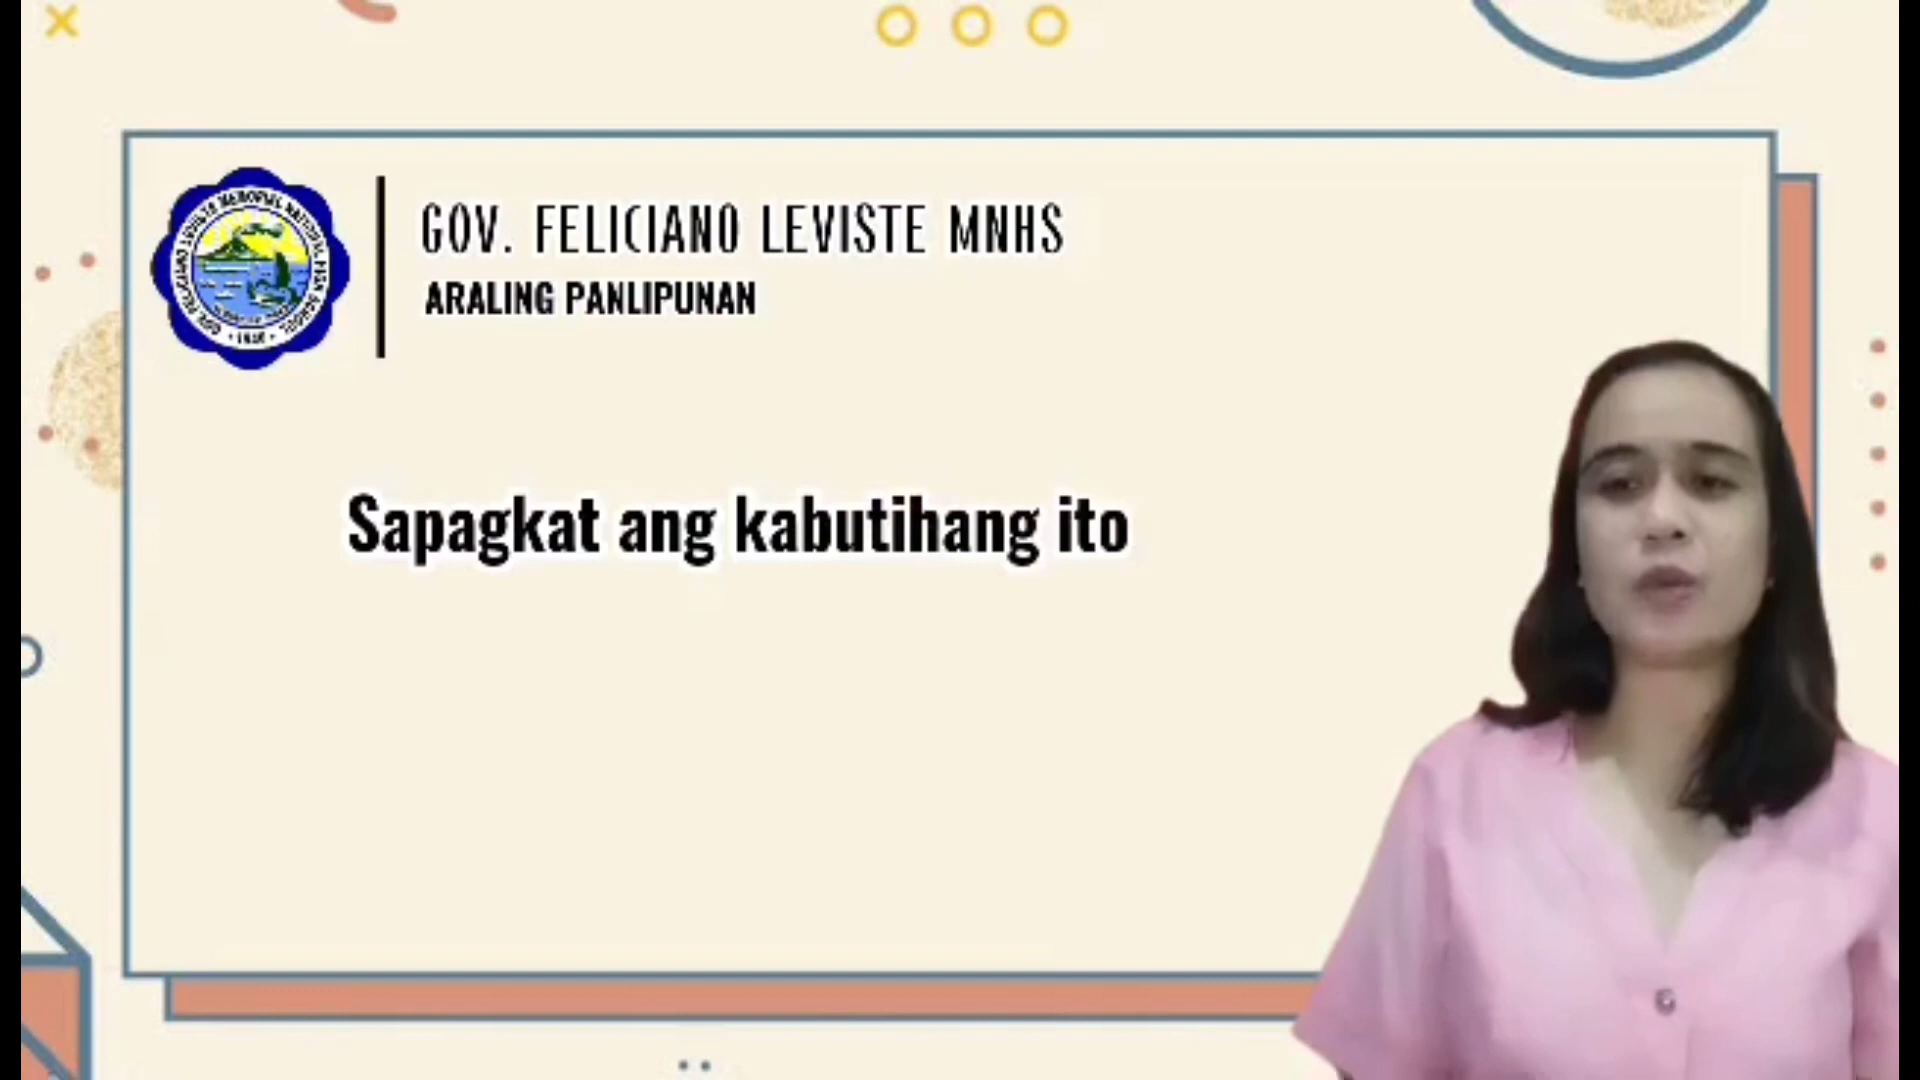 GOV. FELICIANO LEVISTE MNHS
ARALING PANLIPUNAN
Sapagkat ang kabutihang ito